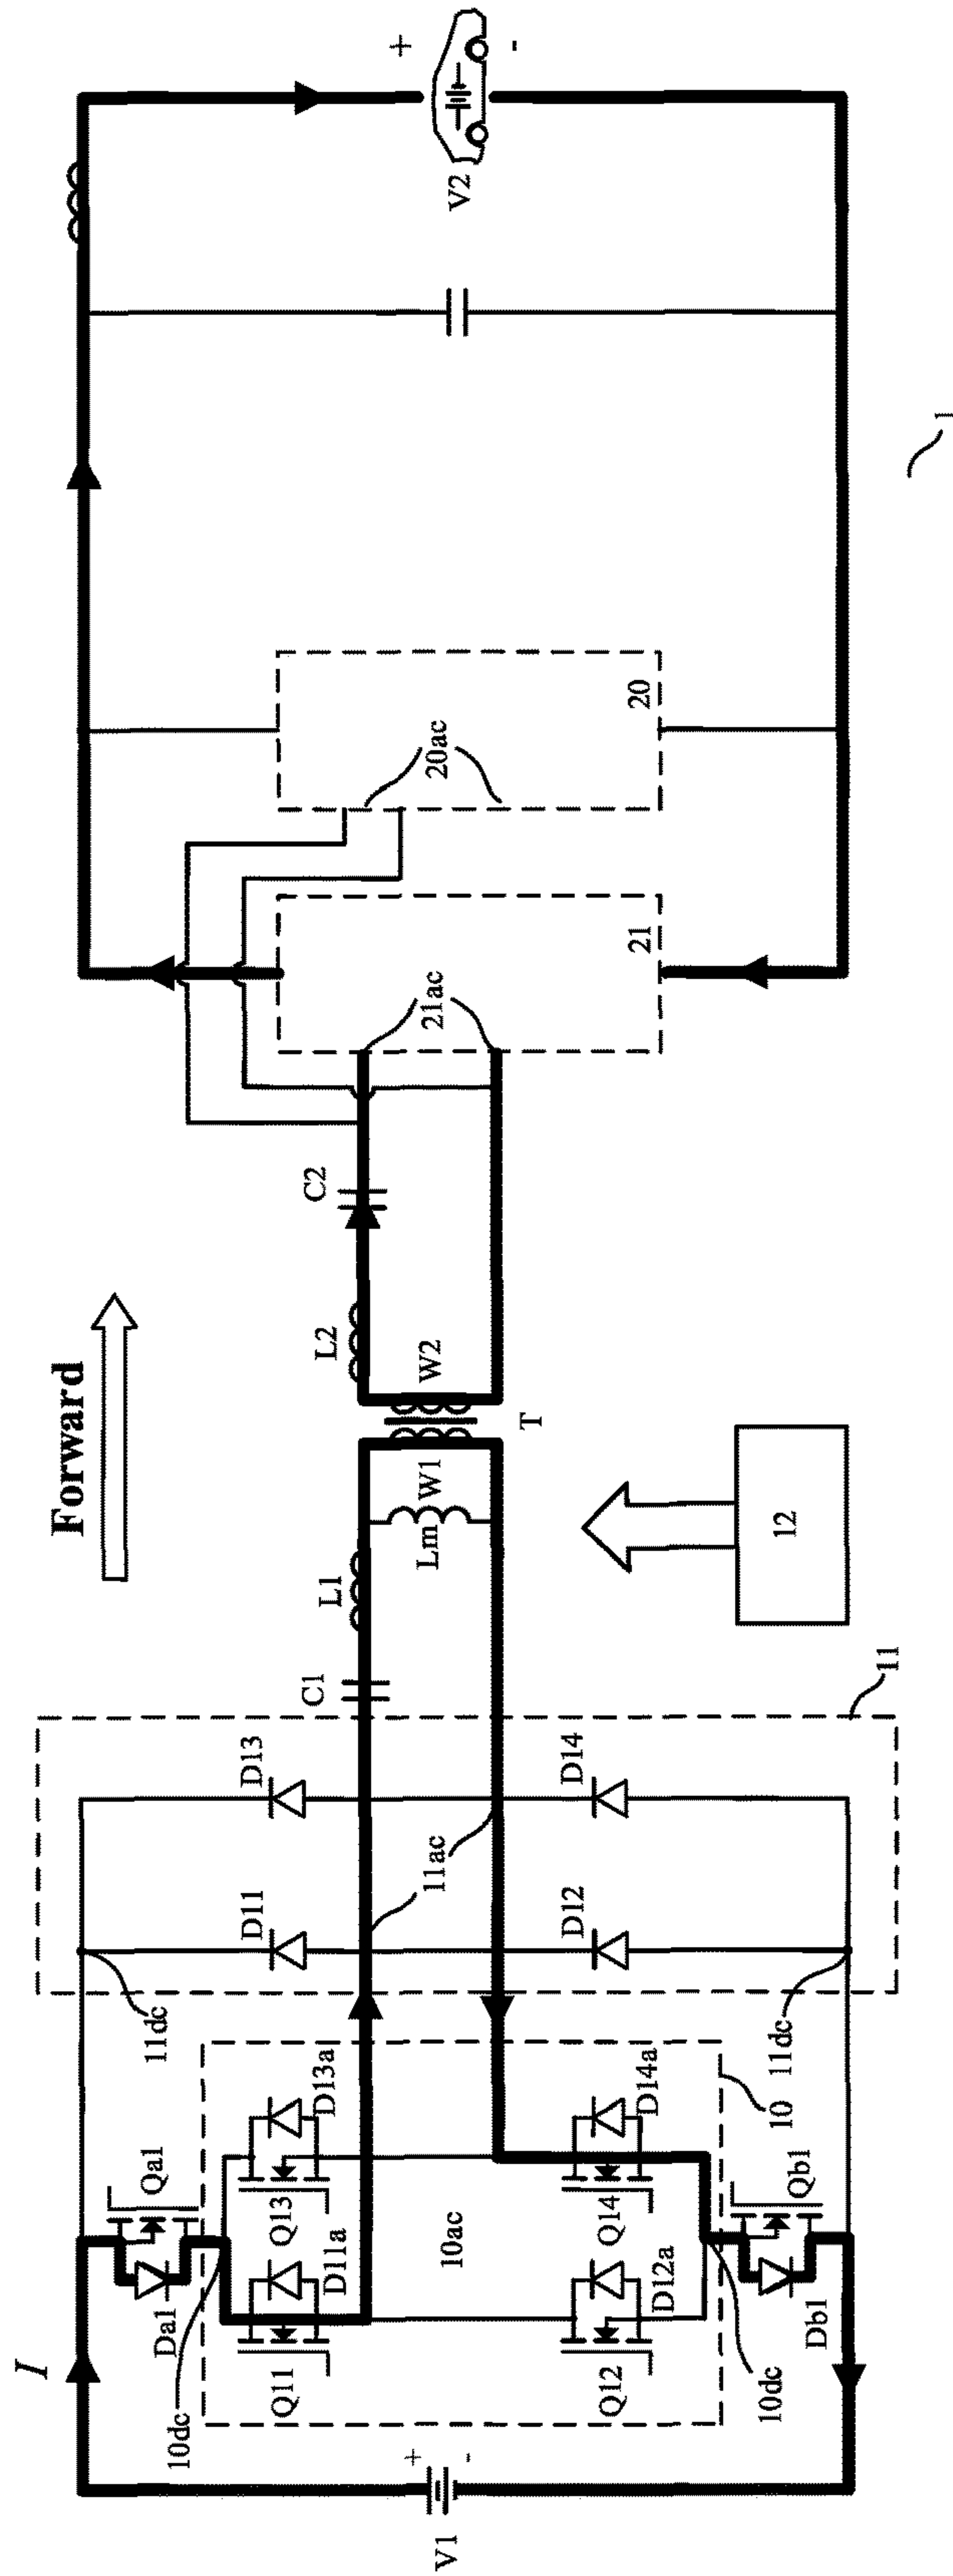 I
Forward
V1
+
-
10dc
Da1
Qa1
11dc
Q11
D11a
Q13
D13a
10ac
Q12
D12a
Q14
D14a
10dc
10
Db1
Qb1
11dc
D11
D13
11ac
D12
D14
11
C1
L1
Lm
W1
W2
T
12
L2
C2
21ac
21
20ac
20
V2
+
-
1